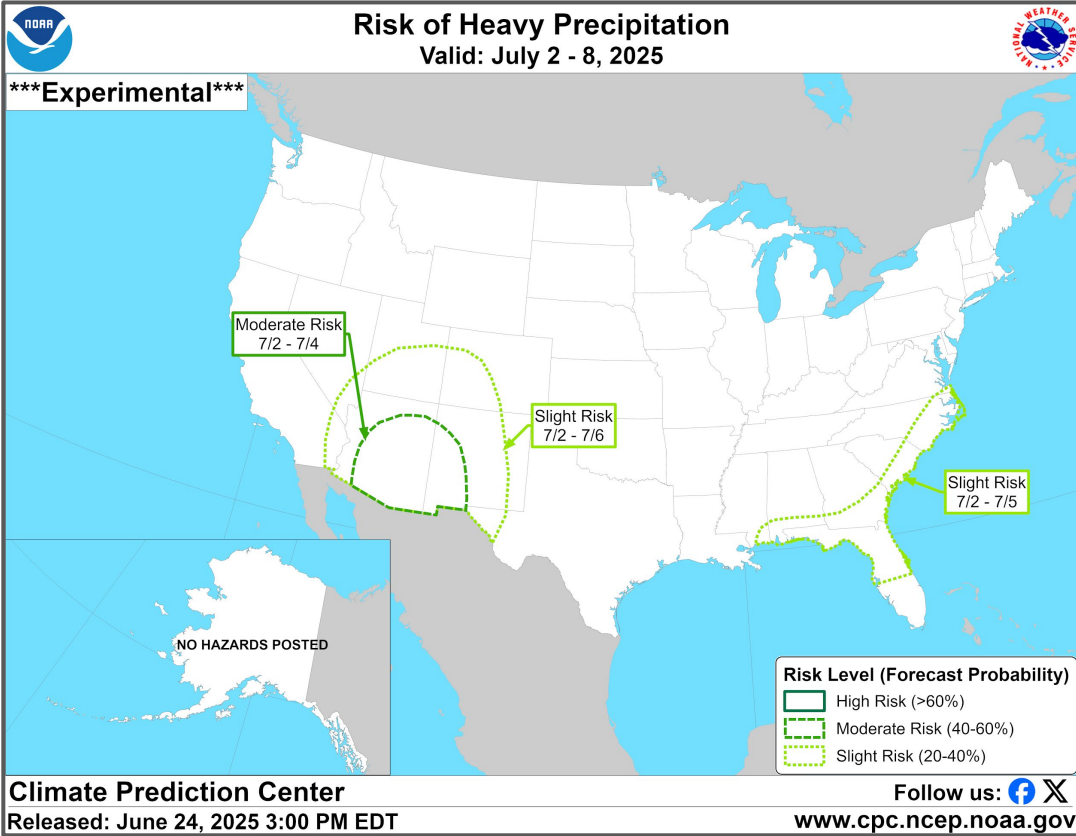 NOAA
Risk of Heavy Precipitation
Valid: July 2 - 8, 2025
NATIONAL WEATHER SERVICE
***Experimental***
Moderate Risk
7/2 - 7/4
Slight Risk
7/2 - 7/6
Slight Risk
7/2 - 7/5
NO HAZARDS POSTED
Risk Level (Forecast Probability)
High Risk (>60%)
Moderate Risk (40-60%)
Slight Risk (20-40%)
Climate Prediction Center
Follow us:
Released: June 24, 2025 3:00 PM EDT
www.cpc.ncep.noaa.gov